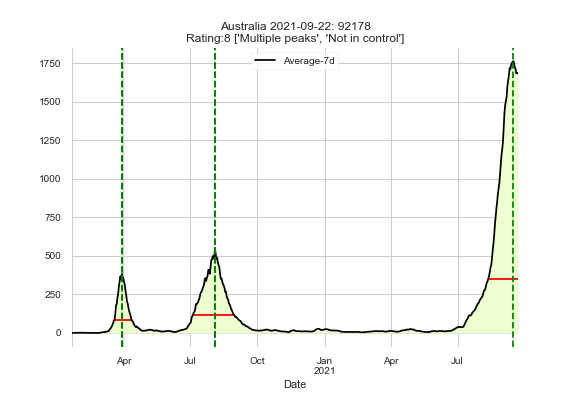 Australia 2021-09-22: 92178
Rating:8 ['Multiple peaks', 'Not in control']
Average-7d
1750
1500
1250
1000
750
500
250
0
Apr Jul Oct Jan Apr Jul
2021
Date